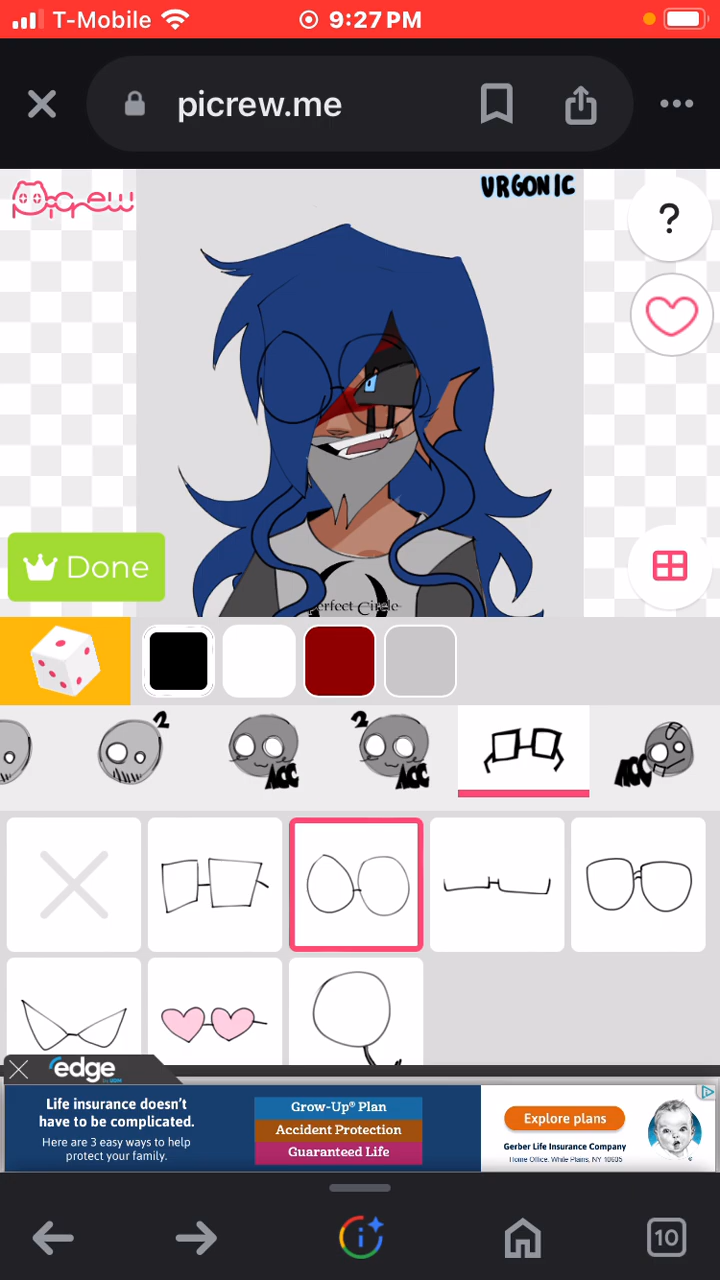 T-Mobile
9:27 PM
picrew.me
Picrew
URGONIC
?
Perfect Circle
Done
2
ACC
2
ACC
ACC
edge
Life insurance doesn't
have to be complicated.
Here are 3 easy ways to help
protect your family.
Grow-Up® Plan
Accident Protection
Guaranteed Life
Explore plans
Gerber Life Insurance Company
Home Office: White Plains, NY 10605
10